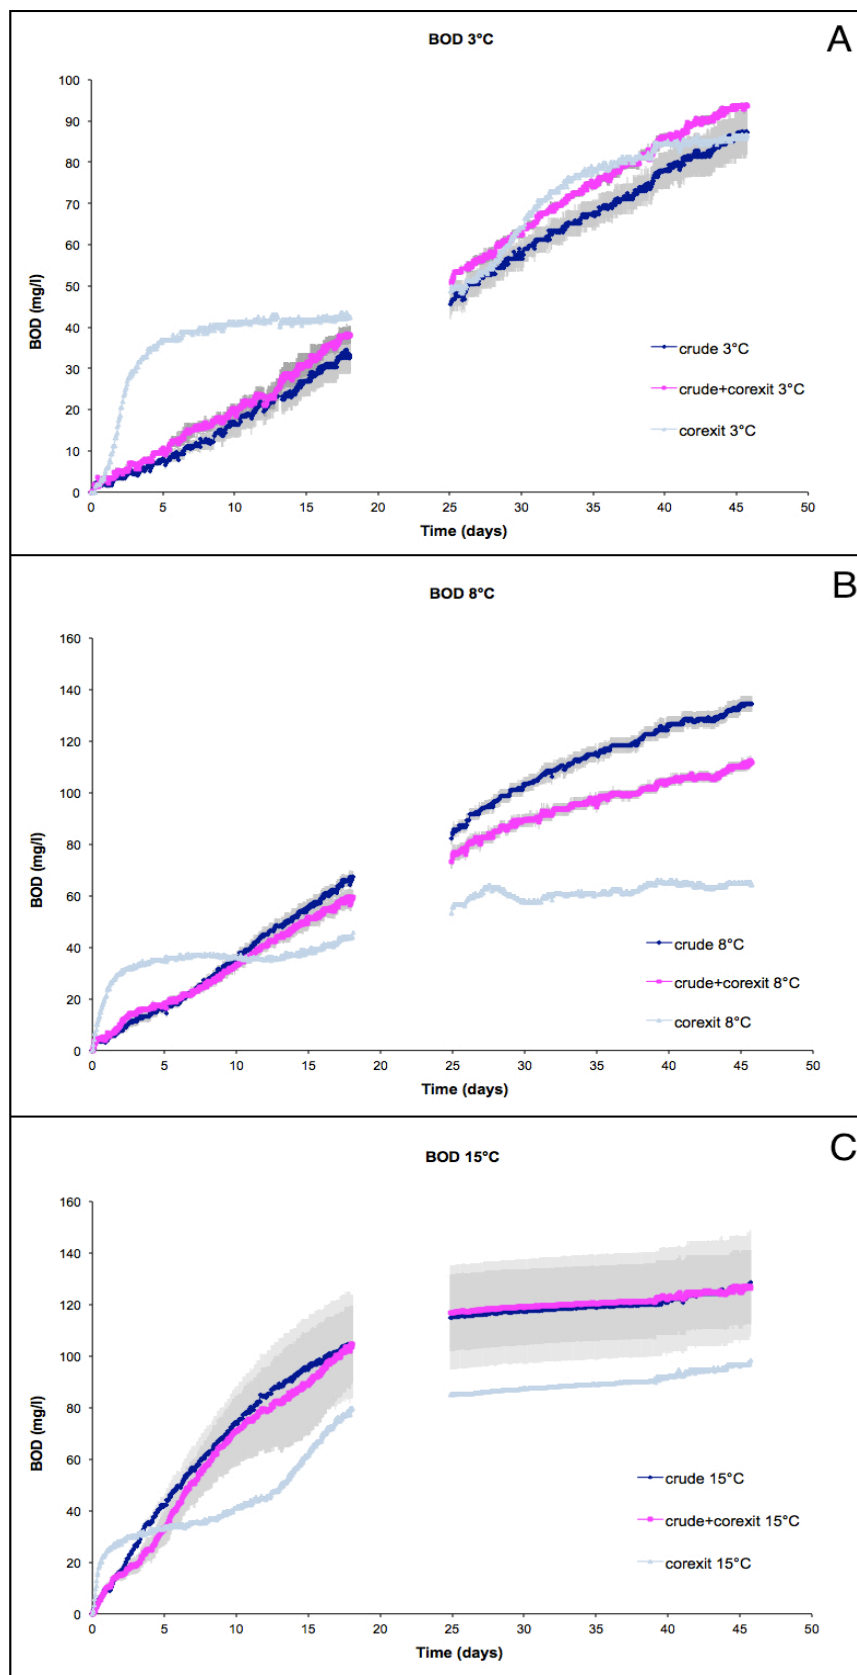 BOD 3°C
A
100
90
80
70
60
50
40
30
20
10
0
BOD (mg/l)
crude 3°C
crude+corexit 3°C
corexit 3°C
0 5 10 15 20 25 30 35 40 45 50
Time (days)
BOD 8°C
B
160
140
120
100
80
60
40
20
0
BOD (mg/l)
crude 8°C
crude+corexit 8°C
corexit 8°C
0 5 10 15 20 25 30 35 40 45 50
Time (days)
BOD 15°C
C
160
140
120
100
80
60
40
20
0
BOD (mg/l)
crude 15°C
crude+corexit 15°C
corexit 15°C
0 5 10 15 20 25 30 35 40 45 50
Time (days)